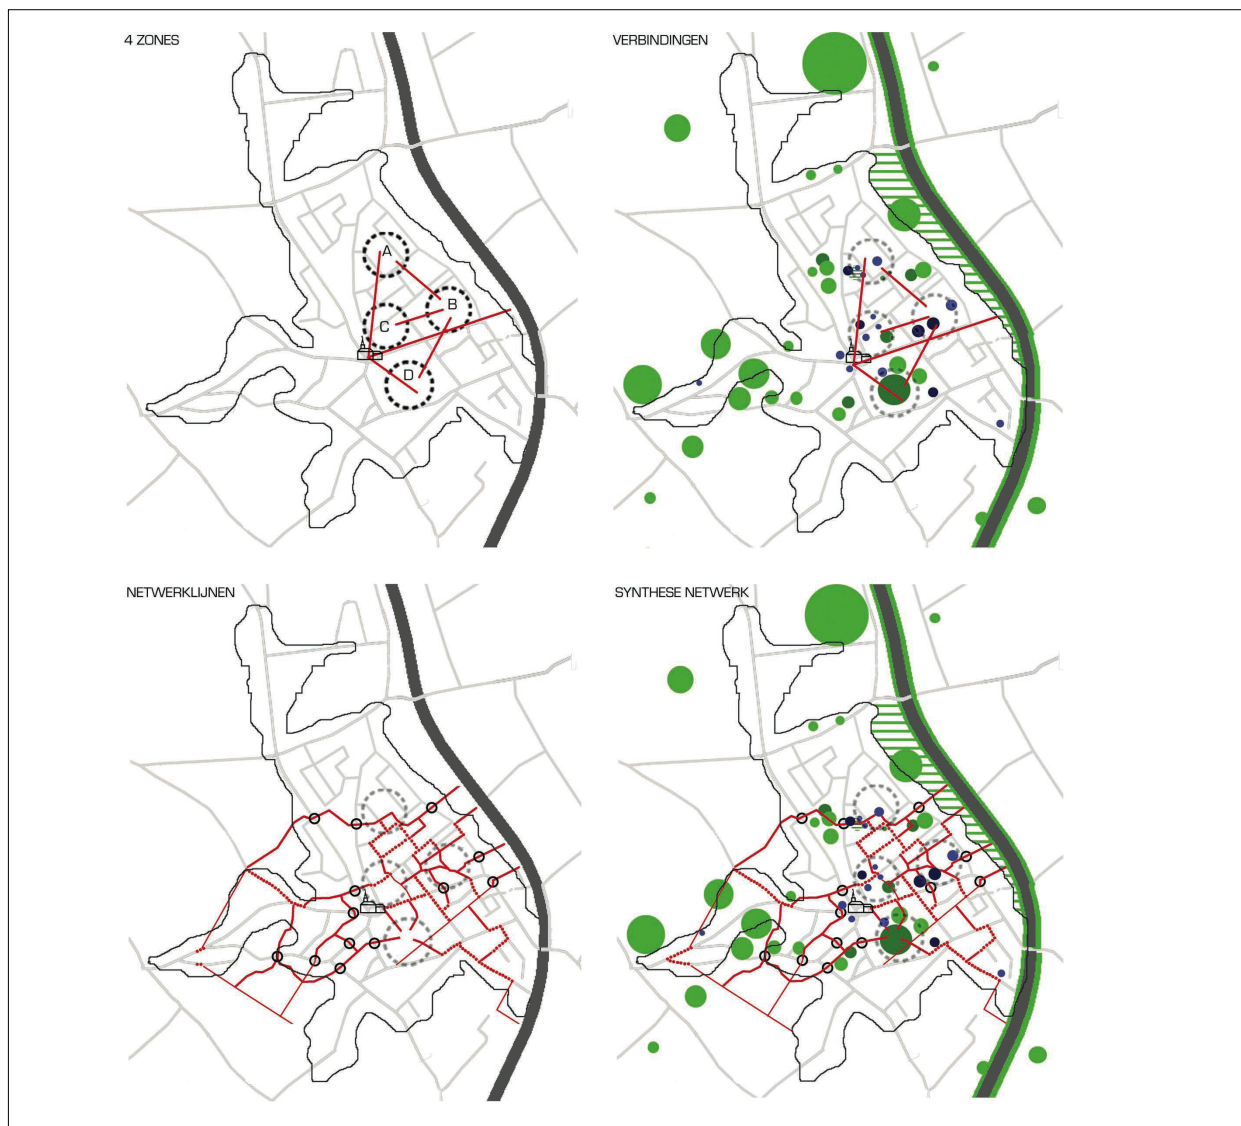 4 ZONES
VERBINDINGEN
A
B
C
D
NETWERKLIJNEN
SYNTHESE NETWERK